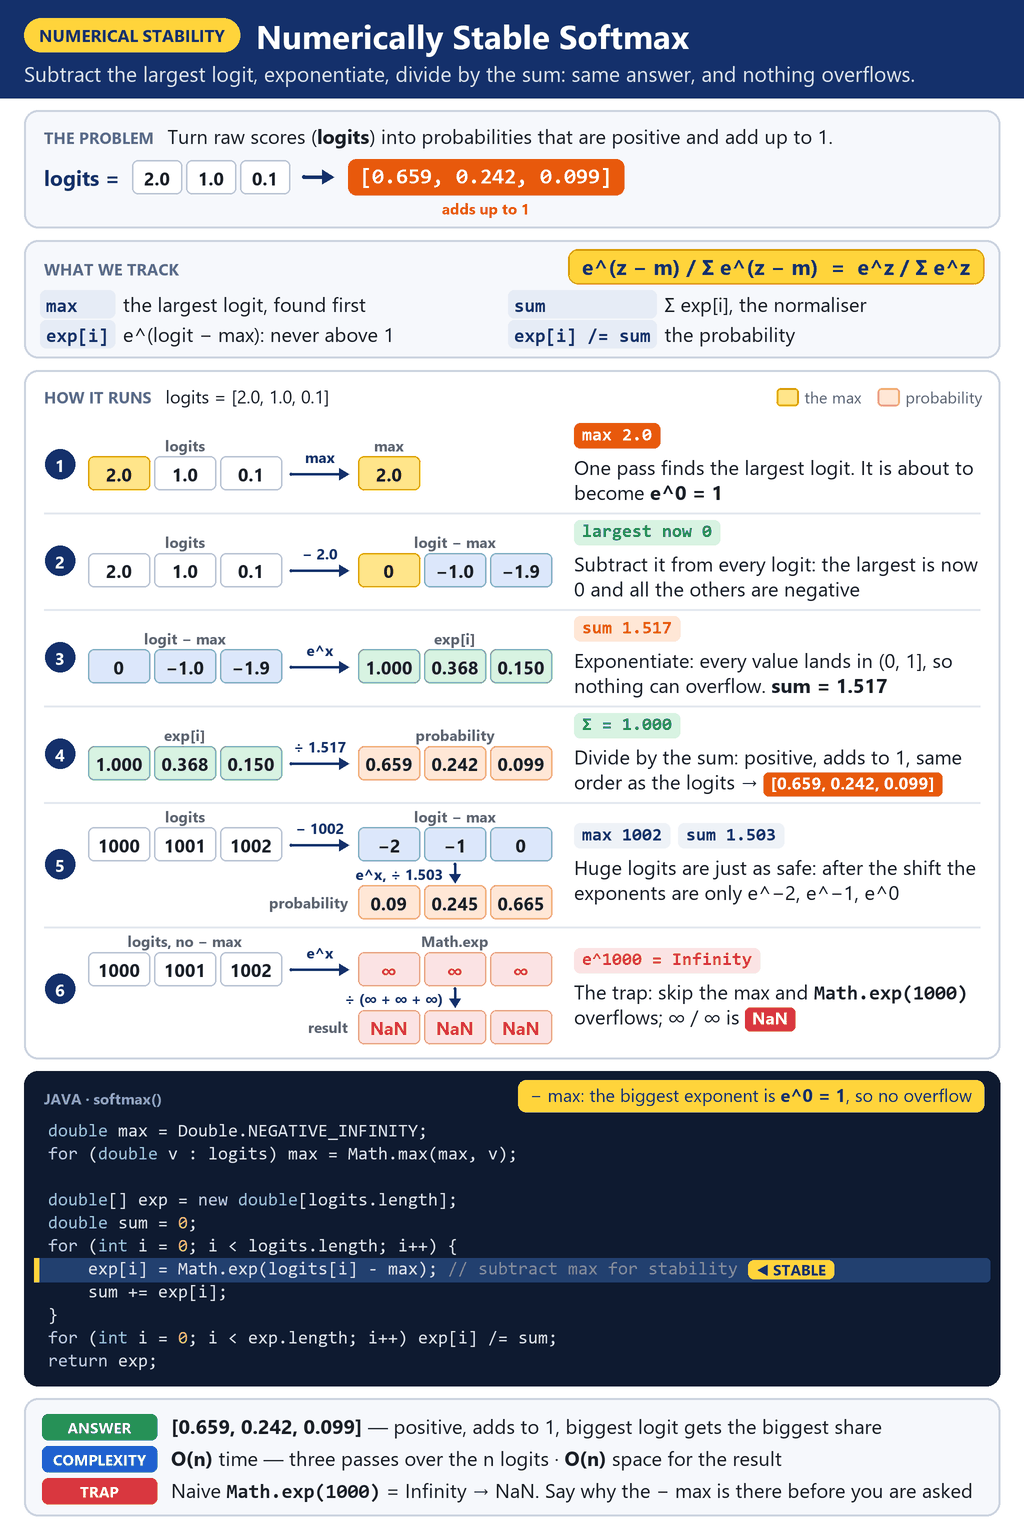 NUMERICAL STABILITY
Numerically Stable Softmax
Subtract the largest logit, exponentiate, divide by the sum: same answer, and nothing overflows.
THE PROBLEM Turn raw scores (logits) into probabilities that are positive and add up to 1.
logits = 2.0 1.0 0.1 → [0.659, 0.242, 0.099]
adds up to 1
WHAT WE TRACK
e^(z − m) / Σ e^(z − m) = e^z / Σ e^z
max the largest logit, found first
sum Σ exp[i], the normaliser
exp[i] e^(logit − max): never above 1
exp[i] /= sum the probability
HOW IT RUNS logits = [2.0, 1.0, 0.1]
the max probability
1
logits max
2.0 1.0 0.1 max 2.0
max 2.0
One pass finds the largest logit. It is about to
become e^0 = 1
2
logits logit − max
2.0 1.0 0.1 − 2.0 0 −1.0 −1.9
largest now 0
Subtract it from every logit: the largest is now
0 and all the others are negative
3
logit − max exp[i]
0 −1.0 −1.9 e^x 1.000 0.368 0.150
sum 1.517
Exponentiate: every value lands in (0, 1], so
nothing can overflow. sum = 1.517
4
exp[i] probability
1.000 0.368 0.150 ÷ 1.517 0.659 0.242 0.099
Σ = 1.000
Divide by the sum: positive, adds to 1, same
order as the logits → [0.659, 0.242, 0.099]
5
logits logit − max
1000 1001 1002 − 1002 −2 −1 0
e^x, ÷ 1.503
probability 0.09 0.245 0.665
max 1002 sum 1.503
Huge logits are just as safe: after the shift the
exponents are only e^−2, e^−1, e^0
6
logits, no − max Math.exp
1000 1001 1002 e^x ∞ ∞ ∞
÷ (∞ + ∞ + ∞)
result NaN NaN NaN
e^1000 = Infinity
The trap: skip the max and Math.exp(1000)
overflows; ∞ / ∞ is NaN
JAVA · softmax()
− max: the biggest exponent is e^0 = 1, so no overflow
double max = Double.NEGATIVE_INFINITY;
for (double v : logits) max = Math.max(max, v);
double[] exp = new double[logits.length];
double sum = 0;
for (int i = 0; i < logits.length; i++) {
exp[i] = Math.exp(logits[i] - max); // subtract max for stability ◀ STABLE
sum += exp[i];
}
for (int i = 0; i < exp.length; i++) exp[i] /= sum;
return exp;
ANSWER [0.659, 0.242, 0.099] — positive, adds to 1, biggest logit gets the biggest share
COMPLEXITY O(n) time — three passes over the n logits · O(n) space for the result
TRAP Naive Math.exp(1000) = Infinity → NaN. Say why the − max is there before you are asked